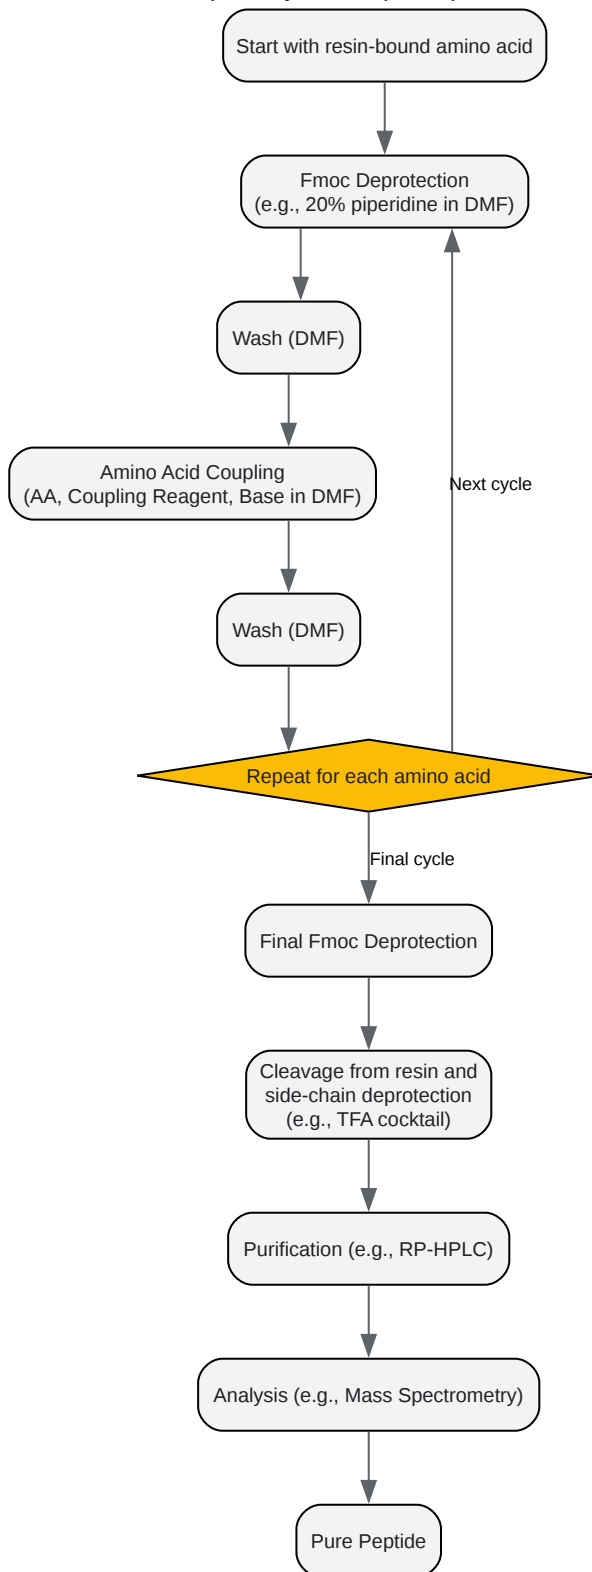 Start with resin-bound amino acid
Fmoc Deprotection
(e.g., 20% piperidine in DMF)
Wash (DMF)
Amino Acid Coupling
(AA, Coupling Reagent, Base in DMF)
Next cycle
Wash (DMF)
Repeat for each amino acid
Final cycle
Final Fmoc Deprotection
Cleavage from resin and
side-chain deprotection
(e.g., TFA cocktail)
Purification (e.g., RP-HPLC)
Analysis (e.g., Mass Spectrometry)
Pure Peptide